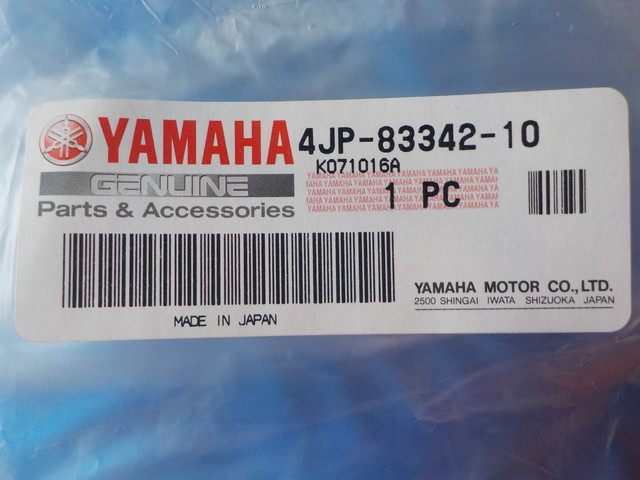 YAMAHA 4JP-83342-10
K071016A
GENUINE
1 PC
Parts & Accessories
YAMAHA MOTOR CO.,LTD.
2500 SHINGAI IWATA SHIZUOKA JAPAN
MADE IN JAPAN